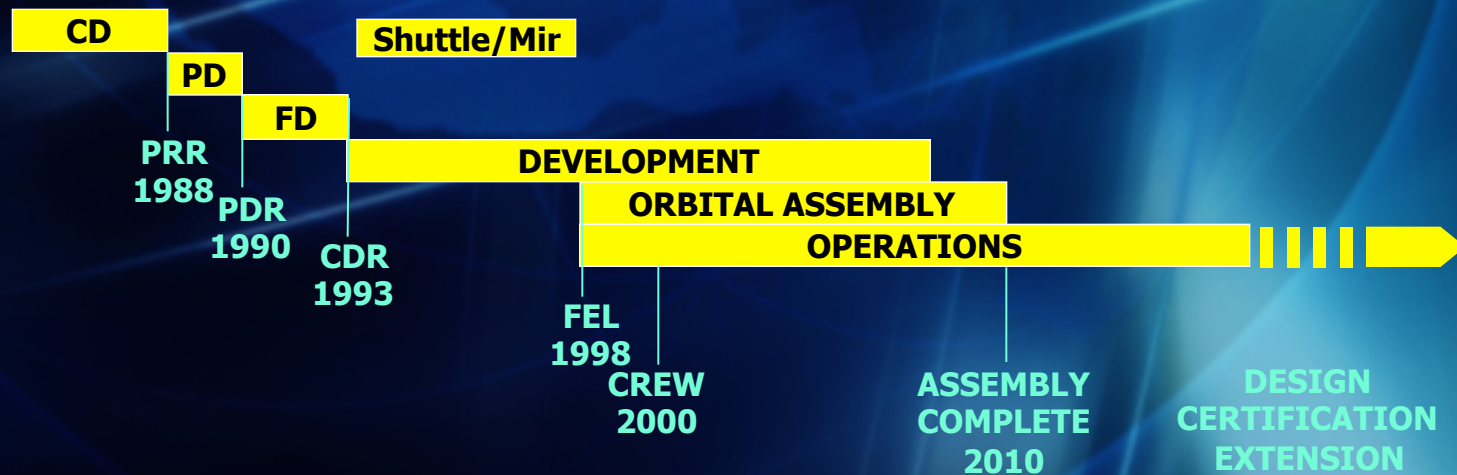 CD
Shuttle/Mir
PD
FD
PRR
1988
DEVELOPMENT
PDR
1990
ORBITAL ASSEMBLY
CDR
1993
OPERATIONS
FEL
1998
CREW
2000
ASSEMBLY
COMPLETE
2010
DESIGN
CERTIFICATION
EXTENSION